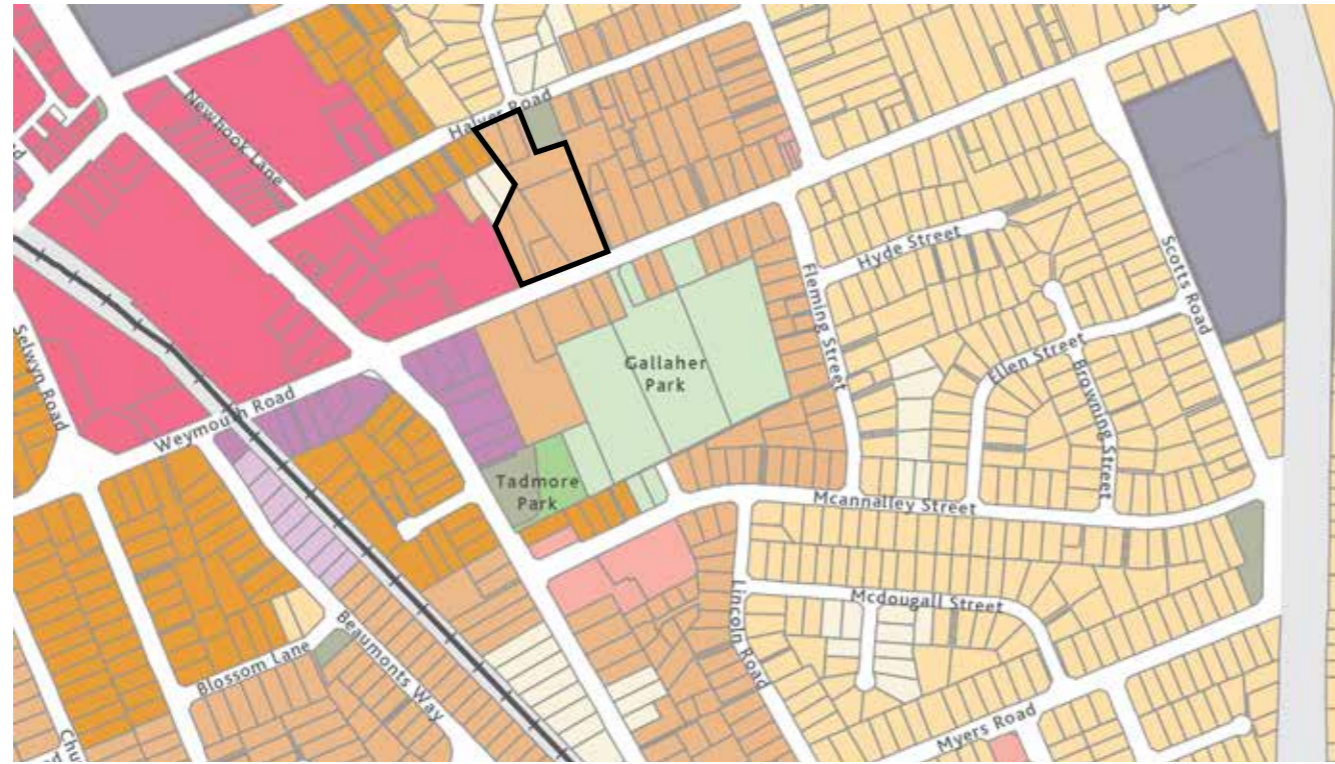 Newhook Lane
Road
Hyde Street
Scotts Road
Fleming Street
Gallaher
Park
Ellen Street
Browning Street
Selwyn Road
Weymouth Road
Tadmore
Park
Mcannalley Street
Lincoln Road
Mcdougall Street
Beaumonts Way
Blossom Lane
Myers Road
Chu